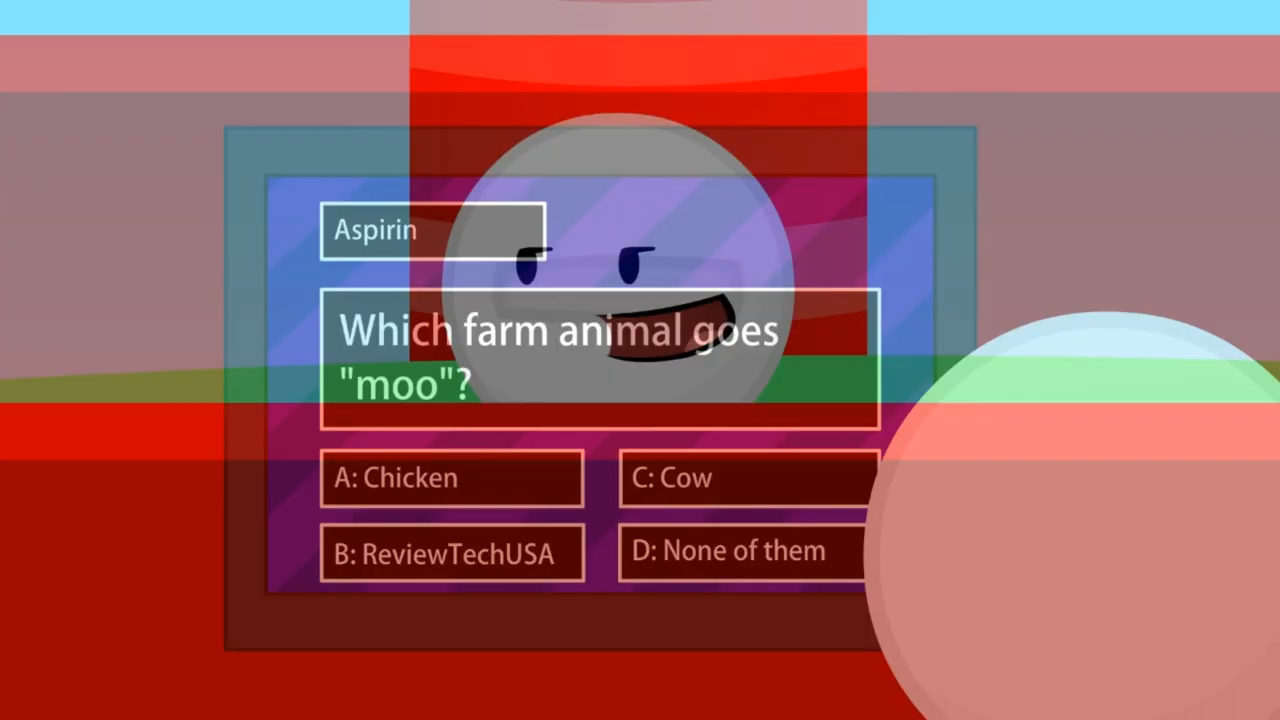 Aspirin
Which farm animal goes
"moo"?
A: Chicken
C: Cow
B: ReviewTechUSA
D: None of them